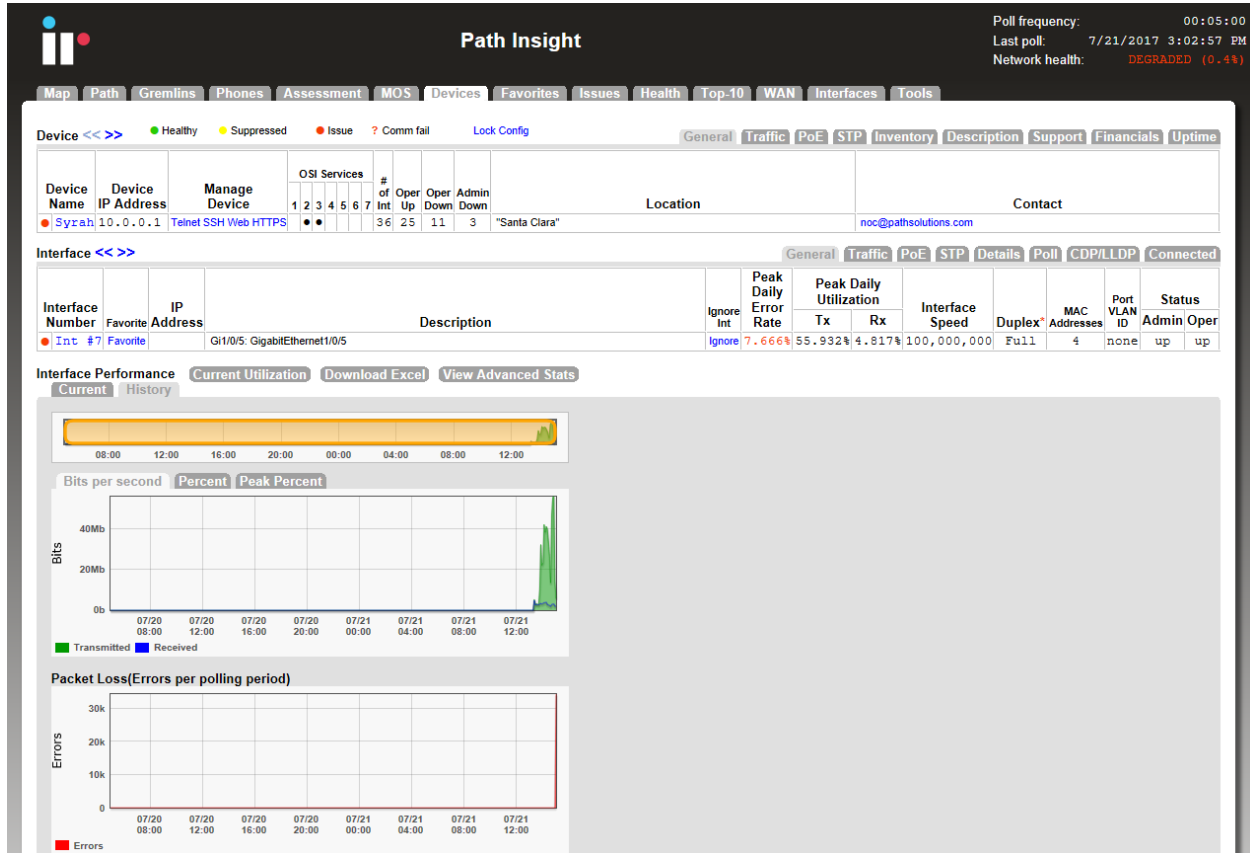 Path Insight
Poll frequency: 00:05:00
Last poll: 7/21/2017 3:02:57 PM
Network health: DEGRADED (0.4%)
Map Path Gremlins Phones Assessment MOS Devices Favorites Issues Health Top-10 WAN Interfaces Tools
Device << >> Healthy Suppressed Issue ? Comm fail Lock Config General Traffic PoE STP Inventory Description Support Financials Uptime
Device Name Device IP Address Manage Device OSI Services 1 2 3 4 5 6 7 # of Int Oper Up Oper Down Admin Down Location Contact
Syrah 10.0.0.1 Telnet SSH Web HTTPS 36 25 11 3 "Santa Clara" noc@pathsolutions.com
Interface << >> General Traffic PoE STP Details Poll CDP/LLDP Connected
Interface Number Favorite IP Address Description Ignore Int Peak Daily Error Rate Peak Daily Utilization Tx Rx Interface Speed Duplex* MAC Addresses Port VLAN ID Status Admin Oper
Int #7 Favorite Gi1/0/5: GigabitEthernet1/0/5 Ignore 7.666% 55.932% 4.817% 100,000,000 Full 4 none up up
Interface Performance Current Utilization Download Excel View Advanced Stats
Current History
08:00 12:00 16:00 20:00 00:00 04:00 08:00 12:00
Bits per second Percent Peak Percent
Bits
40Mb
20Mb
0b
07/20 07/20 07/20 07/20 07/21 07/21 07/21 07/21
08:00 12:00 16:00 20:00 00:00 04:00 08:00 12:00
Transmitted Received
Packet Loss(Errors per polling period)
Errors
30k
20k
10k
0
07/20 07/20 07/20 07/20 07/21 07/21 07/21 07/21
08:00 12:00 16:00 20:00 00:00 04:00 08:00 12:00
Errors